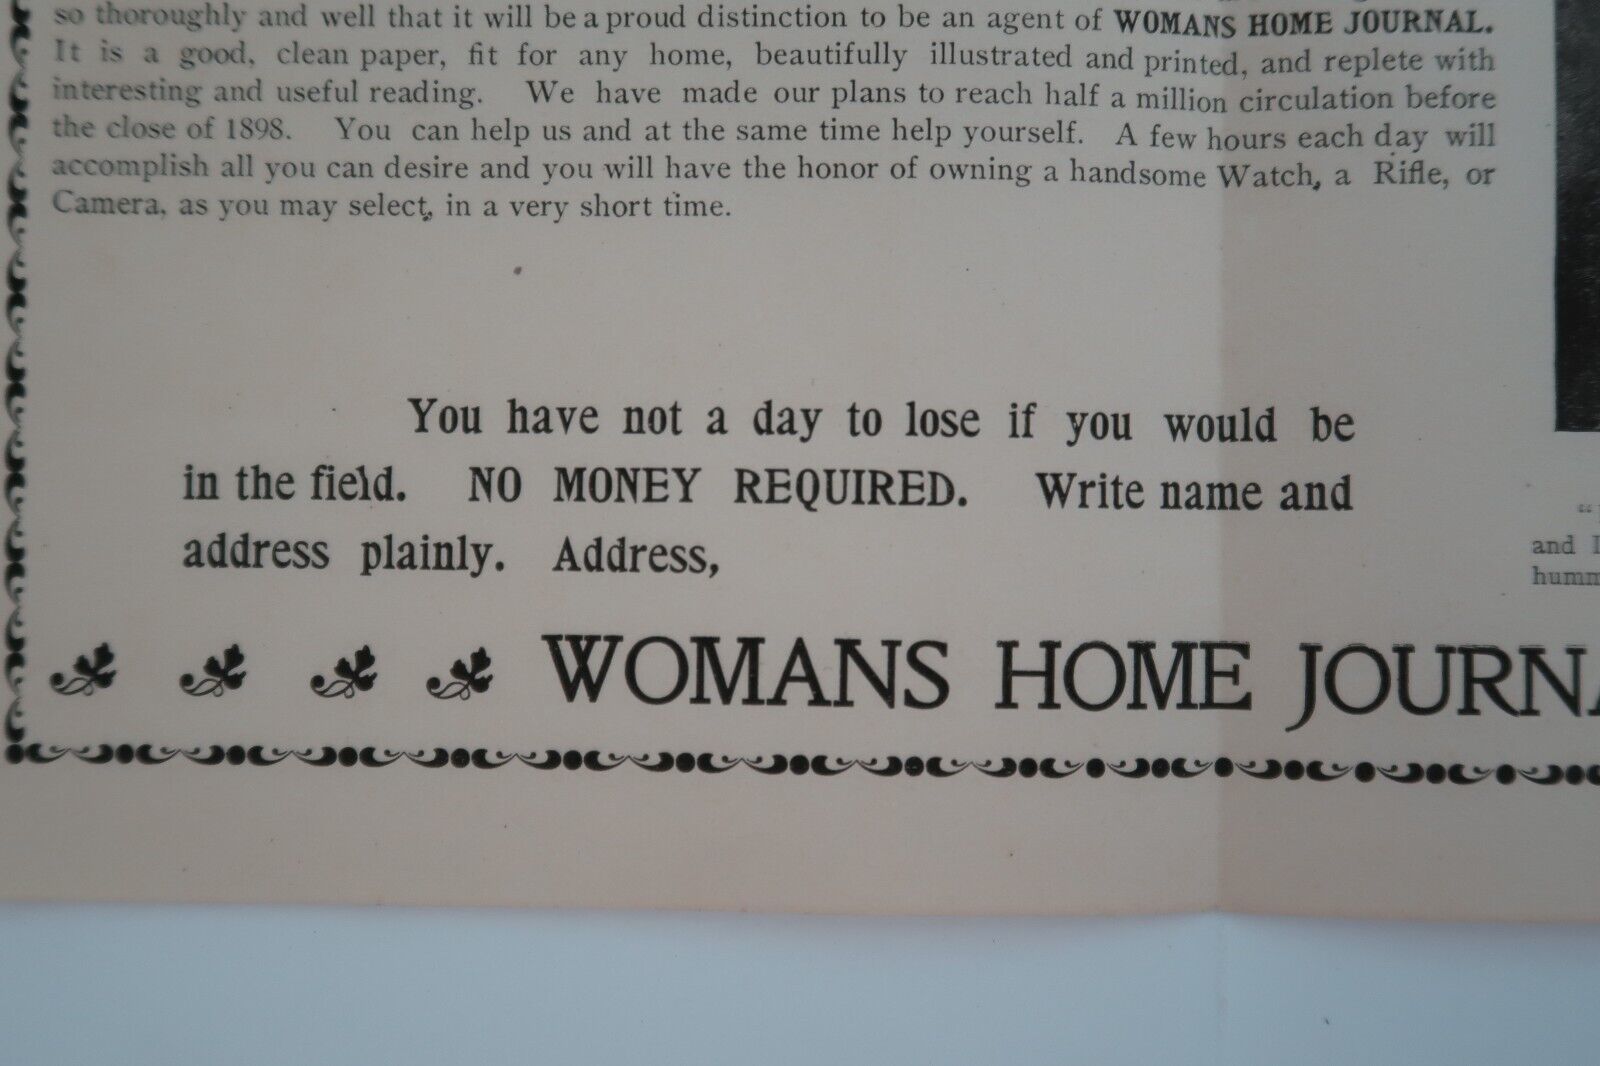 so thoroughly and well that it will be a proud distinction to be an agent of WOMANS HOME JOURNAL.
It is a good, clean paper, fit for any home, beautifully illustrated and printed, and replete with
interesting and useful reading. We have made our plans to reach half a million circulation before
the close of 1898. You can help us and at the same time help yourself. A few hours each day will
accomplish all you can desire and you will have the honor of owning a handsome Watch, a Rifle, or
Camera, as you may select, in a very short time.
You have not a day to lose if you would be
in the field. NO MONEY REQUIRED. Write name and
address plainly. Address,
WOMANS HOME JOURNA
and
humm